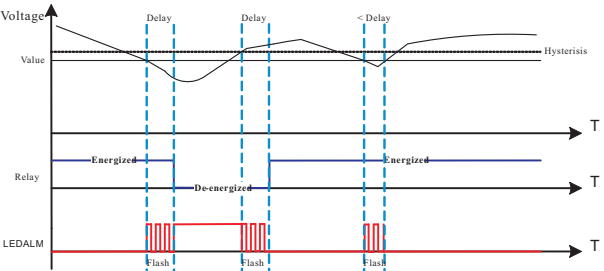 Voltage
Delay
Delay
< Delay
Hysterisis
Value
T
Energized
Energized
Relay
T
De-energized
LEDALM
T
Flash
Flash
Flash